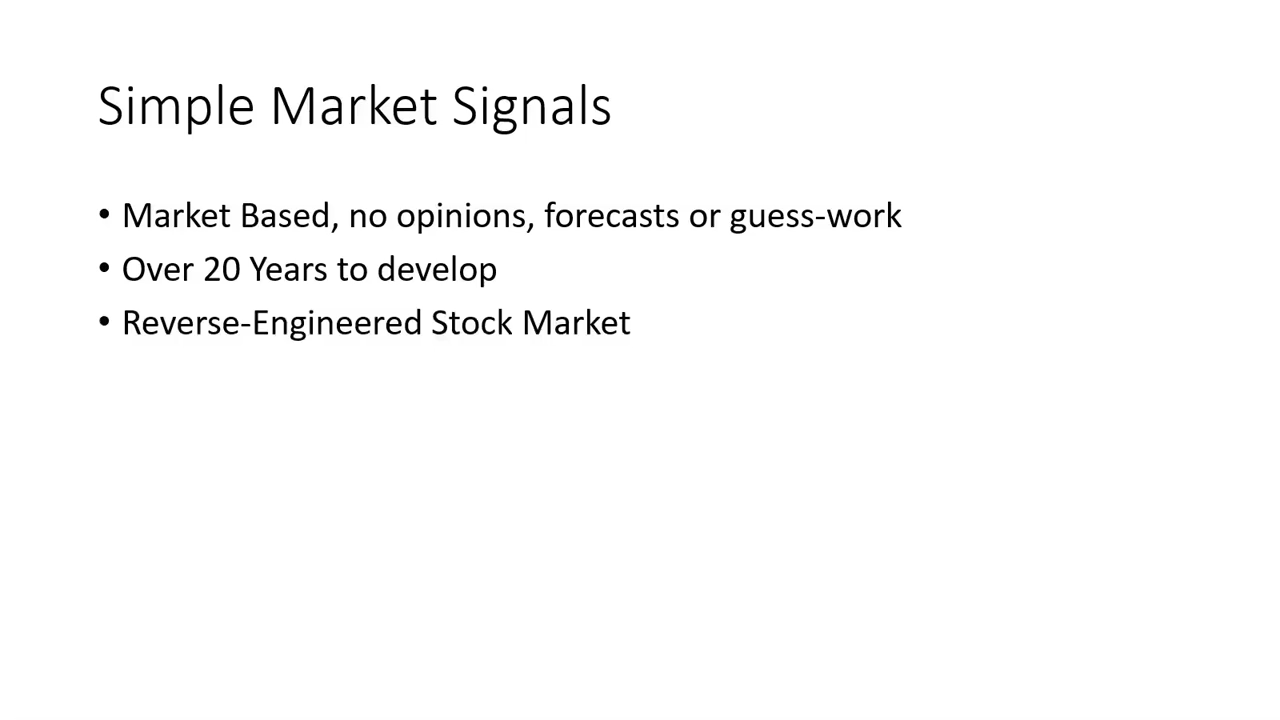 Simple Market Signals
• Market Based, no opinions, forecasts or guess-work
• Over 20 Years to develop
• Reverse-Engineered Stock Market